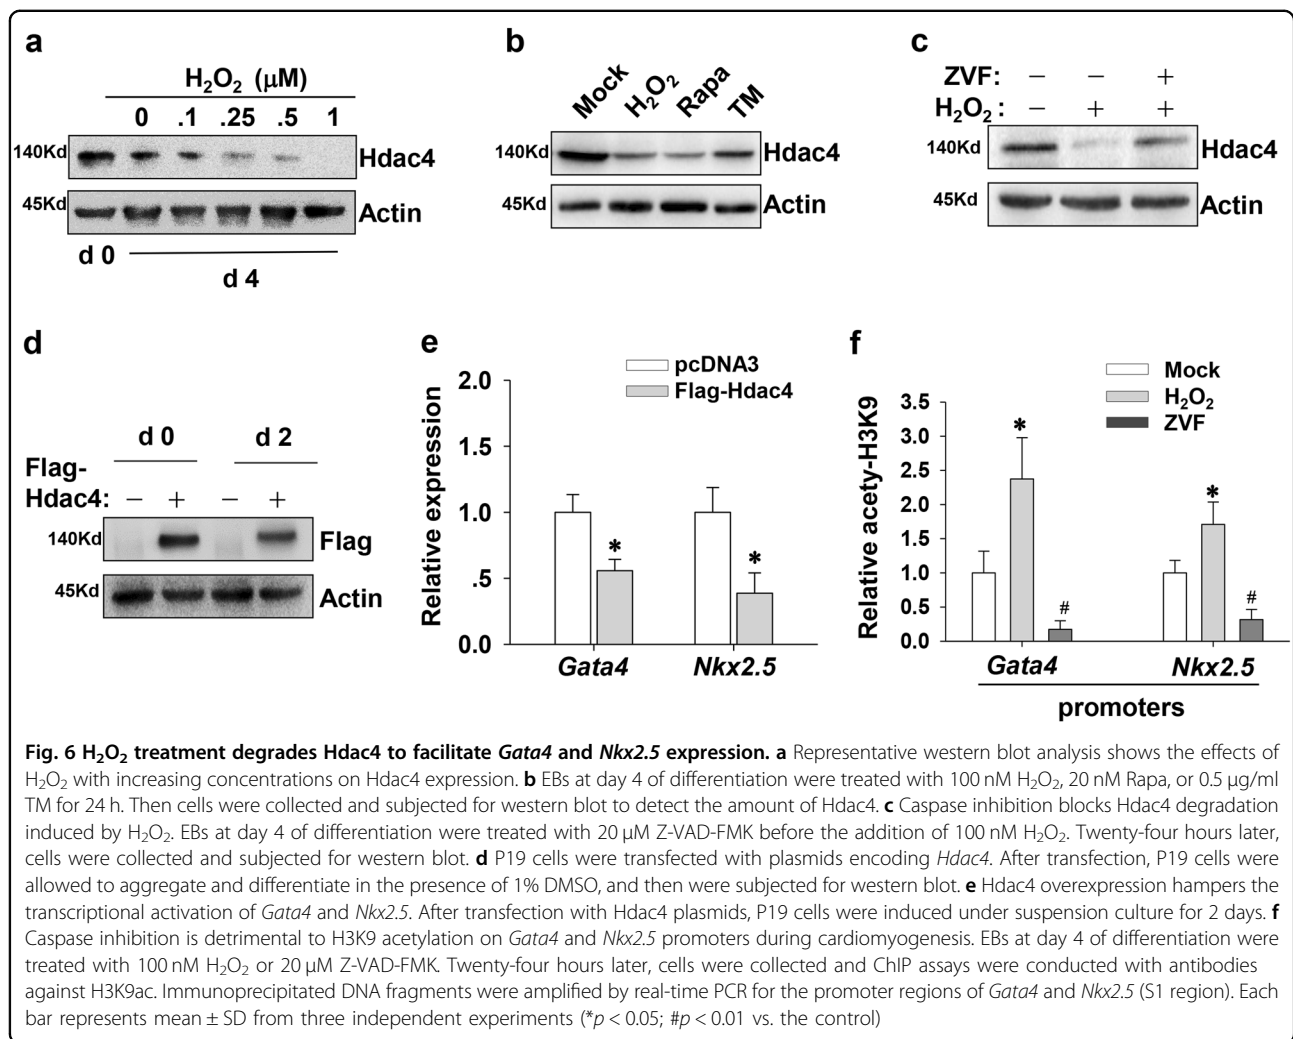 a
H₂O₂ (μM)
0 .1 .25 .5 1
140Kd Hdac4
45Kd Actin
d 0
d 4
b
Mock H₂O₂ Rapa TM
140Kd Hdac4
45Kd Actin
c
ZVF: − − +
H₂O₂ : − + +
140Kd Hdac4
45Kd Actin
d
d 0 d 2
Flag-
Hdac4: − + − +
140Kd Flag
45Kd Actin
e
pcDNA3
Flag-Hdac4
Relative expression
2.0
1.5
1.0
.5
0.0
* *
Gata4 Nkx2.5
f
Mock
H₂O₂
ZVF
Relative acety-H3K9
3.5
3.0
2.5
2.0
1.5
1.0
0.5
0.0
* # * #
Gata4 Nkx2.5
promoters
Fig. 6 H₂O₂ treatment degrades Hdac4 to facilitate Gata4 and Nkx2.5 expression. a Representative western blot analysis shows the effects of
H₂O₂ with increasing concentrations on Hdac4 expression. b EBs at day 4 of differentiation were treated with 100 nM H₂O₂, 20 nM Rapa, or 0.5 μg/ml
TM for 24 h. Then cells were collected and subjected for western blot to detect the amount of Hdac4. c Caspase inhibition blocks Hdac4 degradation
induced by H₂O₂. EBs at day 4 of differentiation were treated with 20 μM Z-VAD-FMK before the addition of 100 nM H₂O₂. Twenty-four hours later,
cells were collected and subjected for western blot. d P19 cells were transfected with plasmids encoding Hdac4. After transfection, P19 cells were
allowed to aggregate and differentiate in the presence of 1% DMSO, and then were subjected for western blot. e Hdac4 overexpression hampers the
transcriptional activation of Gata4 and Nkx2.5. After transfection with Hdac4 plasmids, P19 cells were induced under suspension culture for 2 days. f
Caspase inhibition is detrimental to H3K9 acetylation on Gata4 and Nkx2.5 promoters during cardiomyogenesis. EBs at day 4 of differentiation were
treated with 100 nM H₂O₂ or 20 μM Z-VAD-FMK. Twenty-four hours later, cells were collected and ChIP assays were conducted with antibodies
against H3K9ac. Immunoprecipitated DNA fragments were amplified by real-time PCR for the promoter regions of Gata4 and Nkx2.5 (S1 region). Each
bar represents mean ± SD from three independent experiments (*p < 0.05; #p < 0.01 vs. the control)